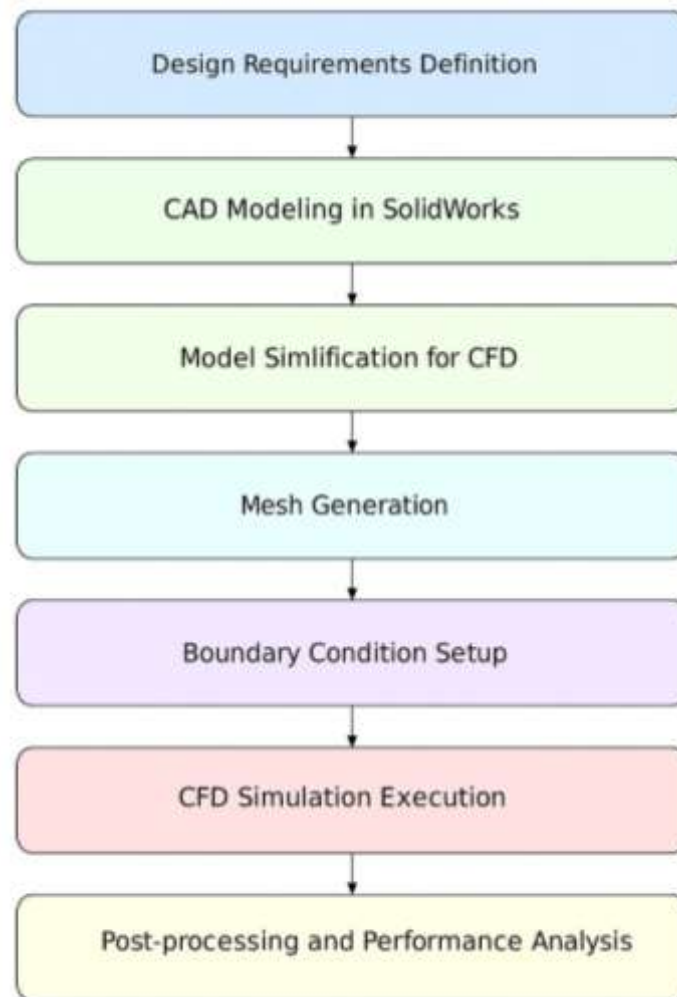 Design Requirements Definition
CAD Modeling in SolidWorks
Model Simlification for CFD
Mesh Generation
Boundary Condition Setup
CFD Simulation Execution
Post-processing and Performance Analysis